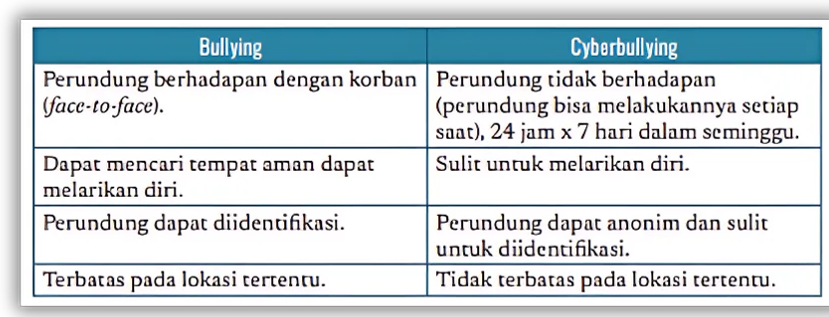 Bullying
Cyberbullying
Perundung berhadapan dengan korban
(face-to-face).
Perundung tidak berhadapan
(perundung bisa melakukannya setiap
saat), 24 jam x 7 hari dalam seminggu.
Dapat mencari tempat aman dapat
melarikan diri.
Sulit untuk melarikan diri.
Perundung dapat diidentifikasi.
Perundung dapat anonim dan sulit
untuk diidentifikasi.
Terbatas pada lokasi tertentu.
Tidak terbatas pada lokasi tertentu.